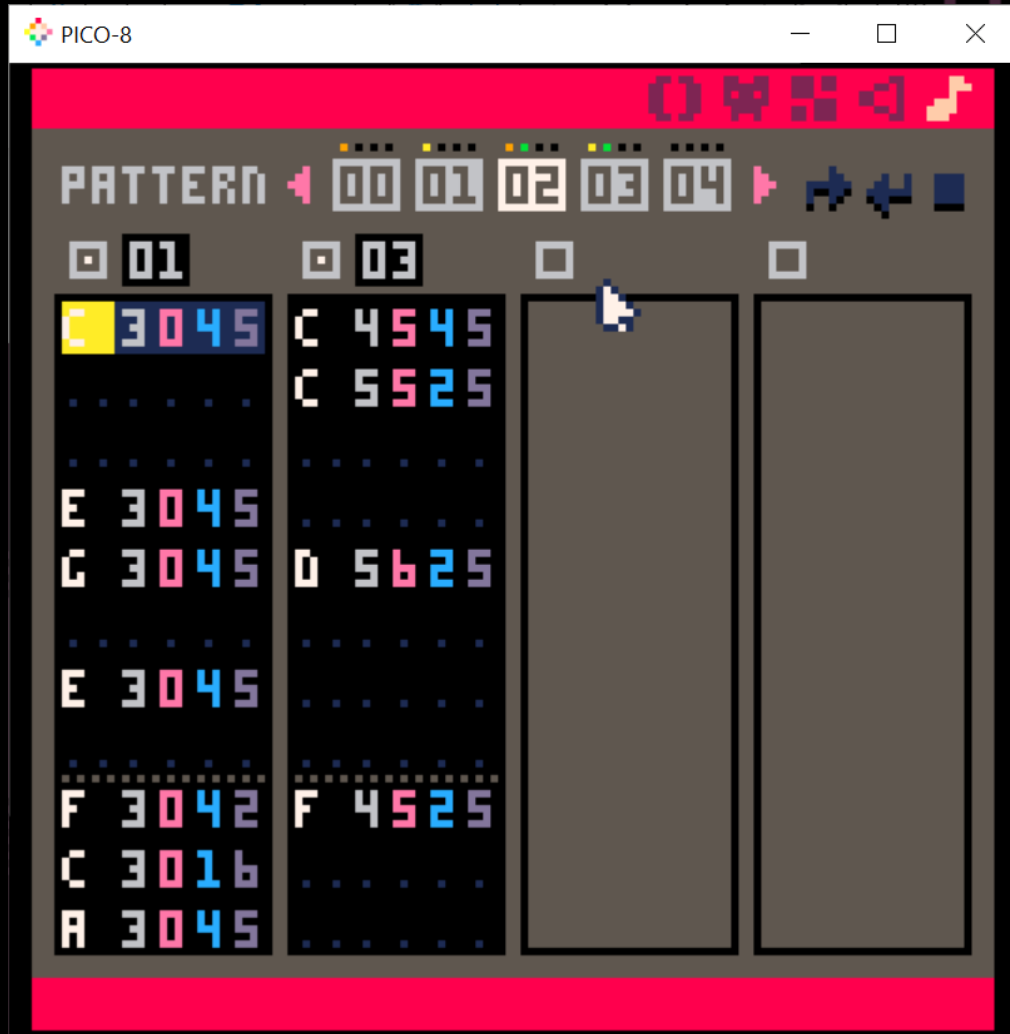 PICO-8
PATTERN 00 01 02 03 04
01 03
C 3045 C 4545
...... C 5525
...... ......
E 3045 ......
G 3045 D 5625
...... ......
E 3045 ......
...... ......
F 3042 F 4525
C 3016 ......
A 3045 ......